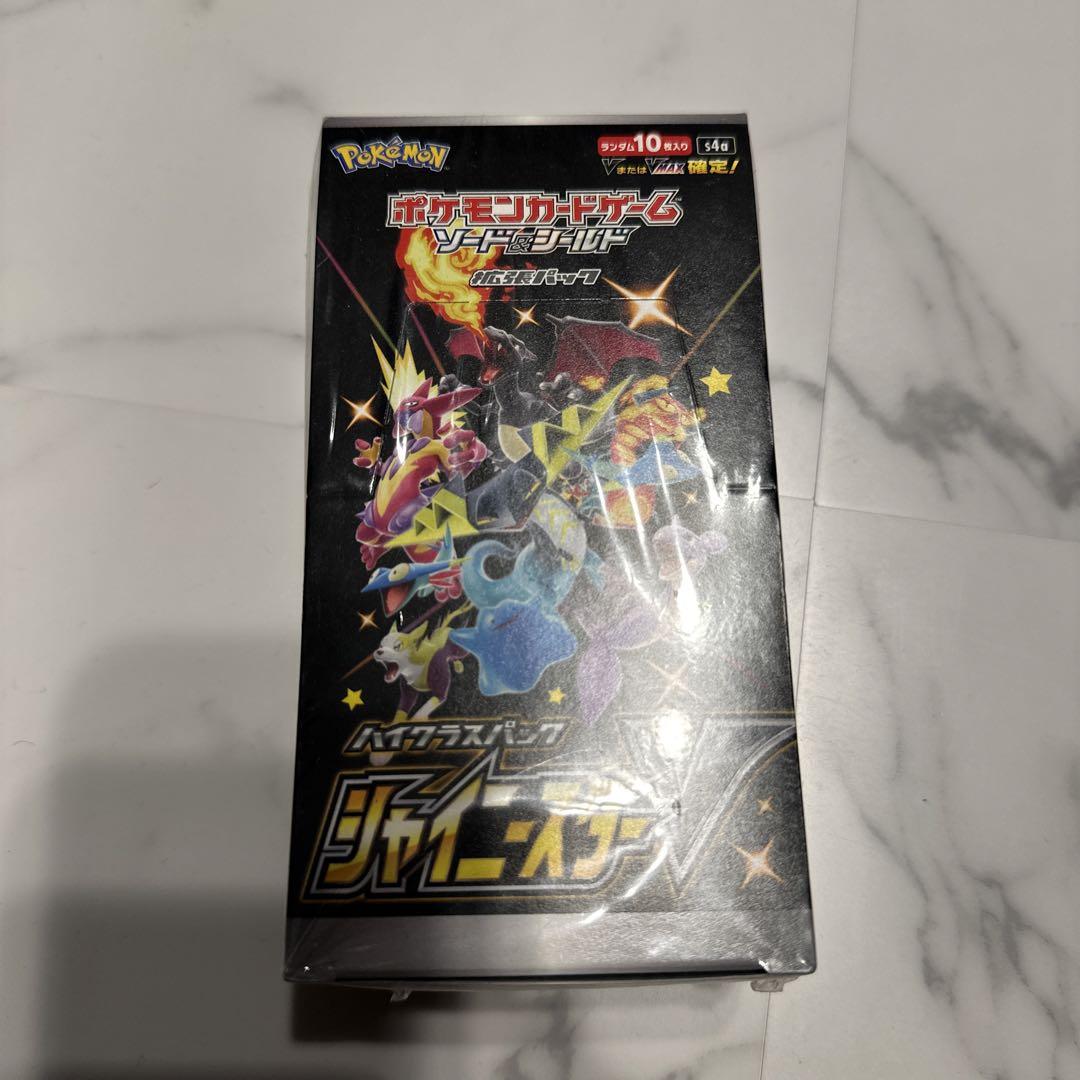 Pokémon
ランダム10枚入り s4a
VまたはVMAX確定!
ポケモンカードゲーム
ソード&シールド
拡張パック
ハイクラスパック
シャイニースターV